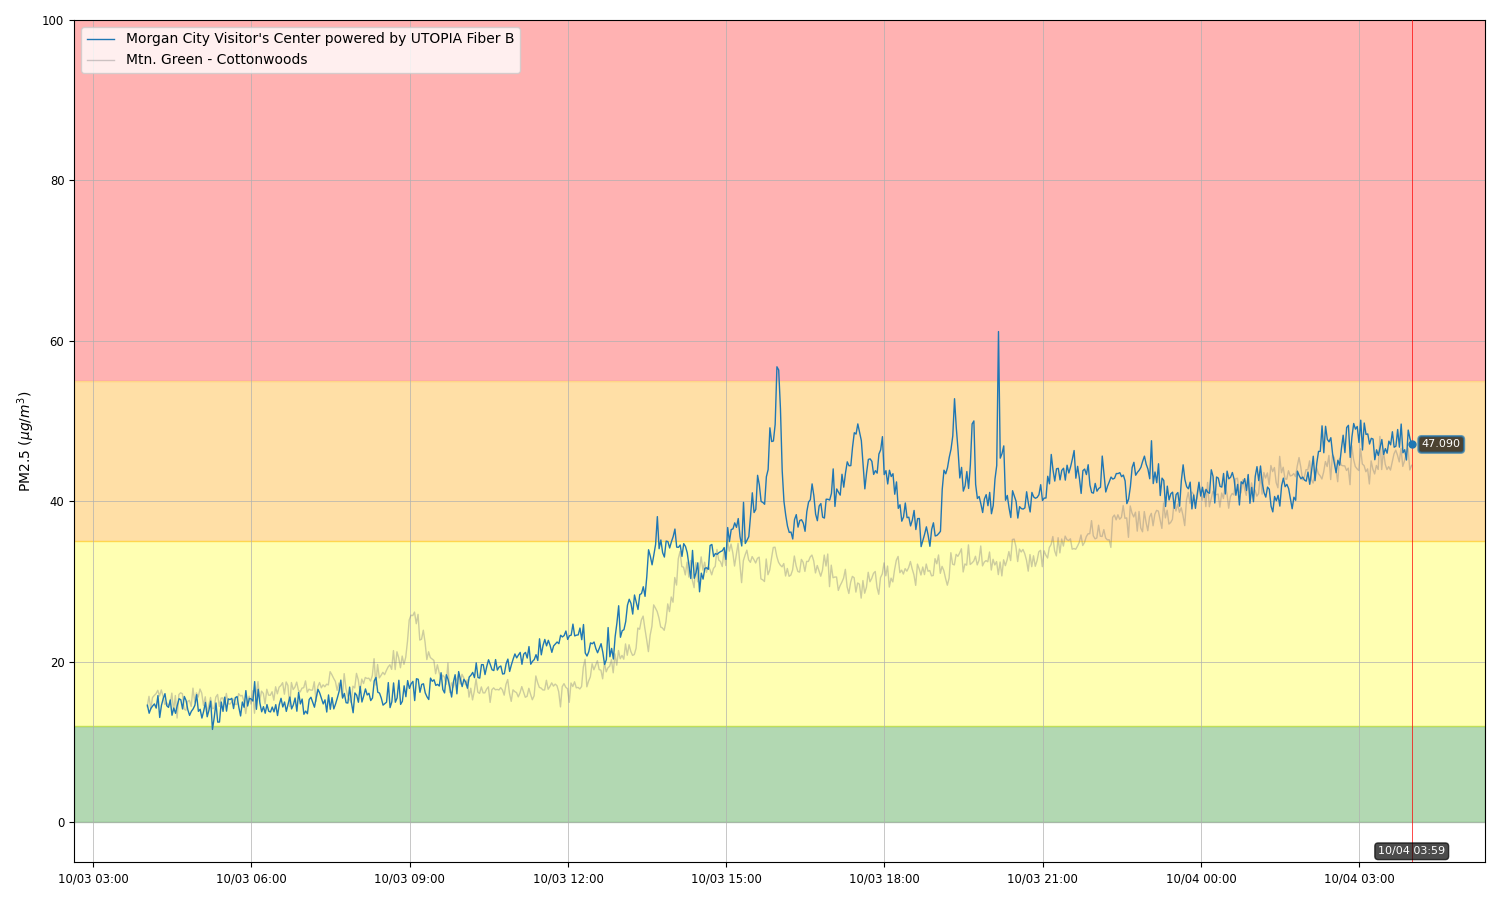 100
Morgan City Visitor's Center powered by UTOPIA Fiber B
Mtn. Green - Cottonwoods
80
60
40
20
0
PM2.5 (μg/m³)
47.090
10/04 03:59
10/03 03:00 10/03 06:00 10/03 09:00 10/03 12:00 10/03 15:00 10/03 18:00 10/03 21:00 10/04 00:00 10/04 03:00